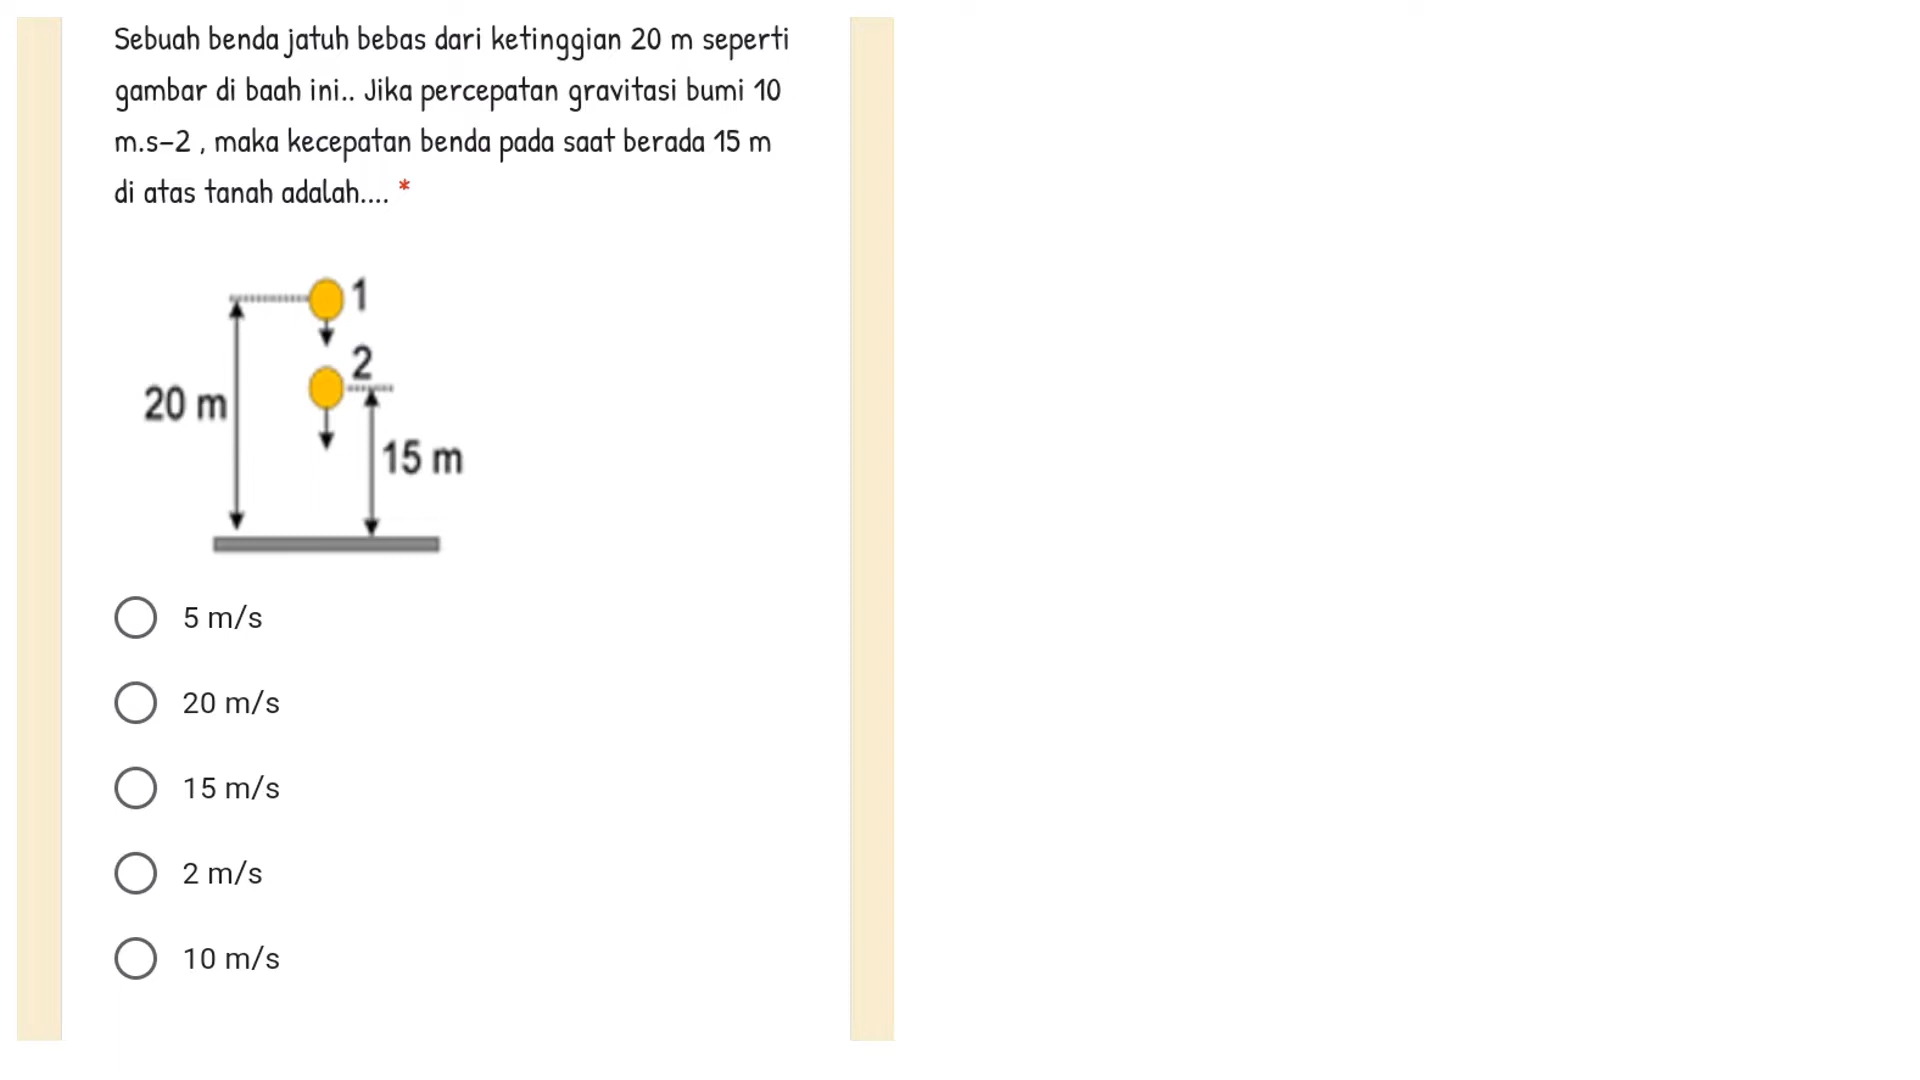 Sebuah benda jatuh bebas dari ketinggian 20 m seperti
gambar di baah ini.. Jika percepatan gravitasi bumi 10
m.s-2 , maka kecepatan benda pada saat berada 15 m
di atas tanah adalah.... *
1
2
20 m
15 m
5 m/s
20 m/s
15 m/s
2 m/s
10 m/s